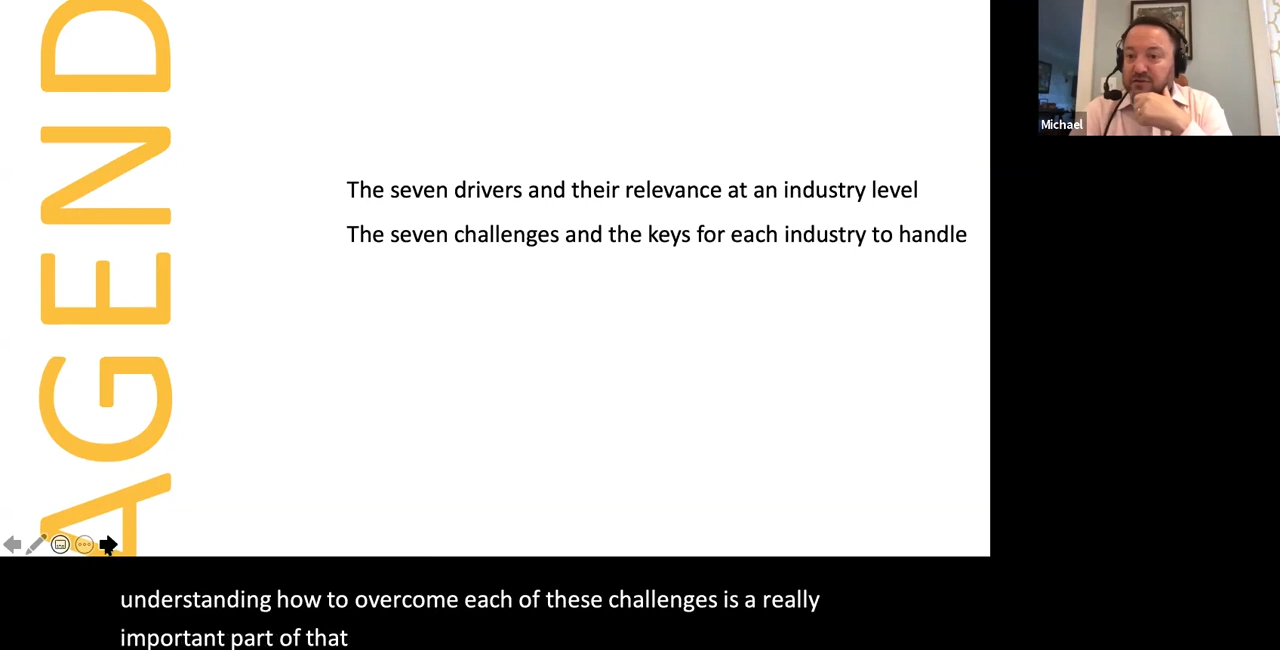 AGEND
The seven drivers and their relevance at an industry level
The seven challenges and the keys for each industry to handle
Michael
understanding how to overcome each of these challenges is a really
important part of that